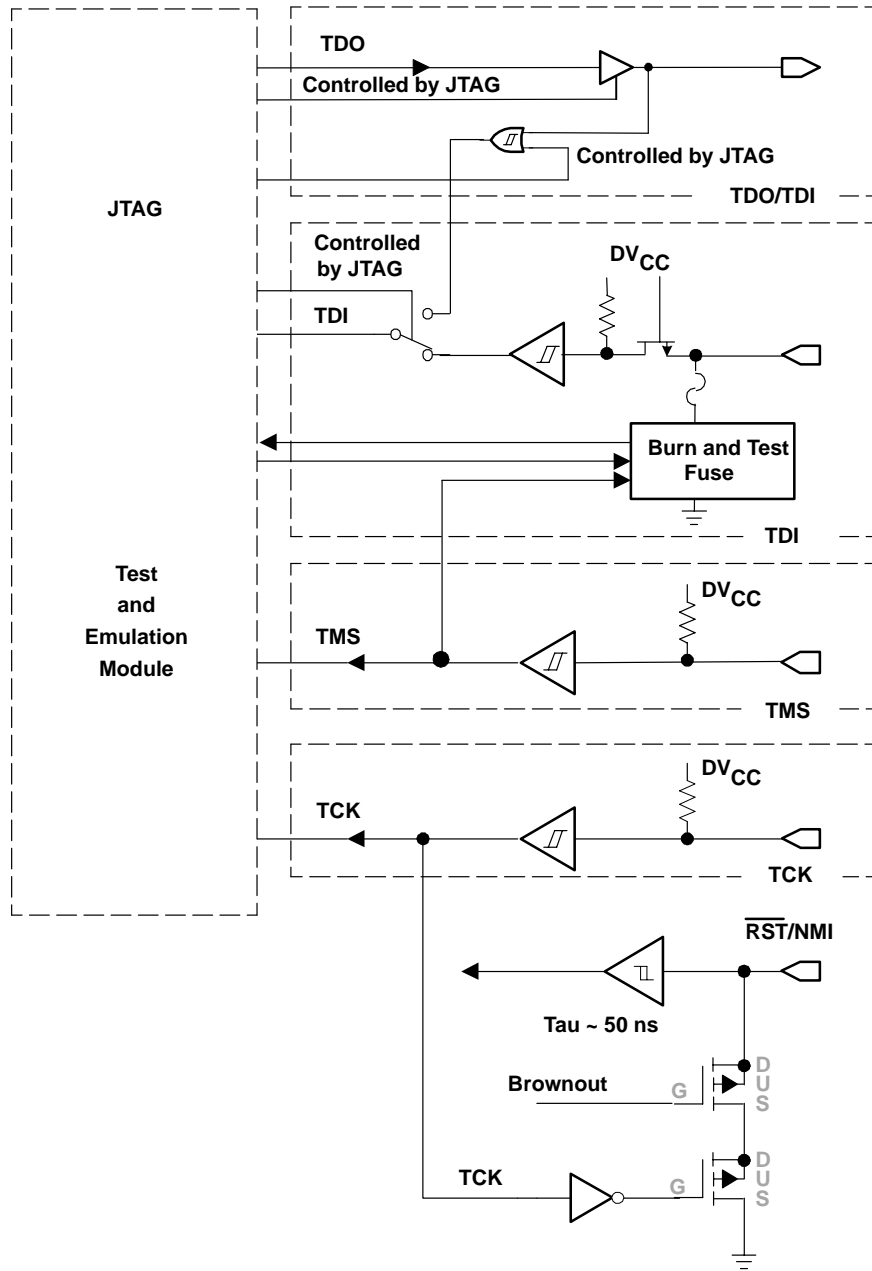 TDO
Controlled by JTAG
Controlled by JTAG
TDO/TDI
JTAG
Controlled
by JTAG
DVCC
TDI
Burn and Test
Fuse
TDI
Test
and
Emulation
Module
DVCC
TMS
TMS
DVCC
TCK
TCK
RST/NMI
Tau ~ 50 ns
D
U
S
G
Brownout
D
U
S
G
TCK